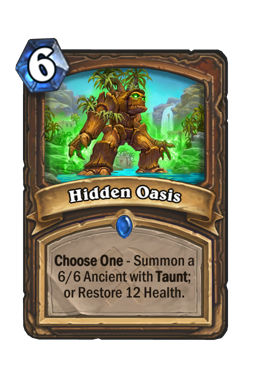 6
Hidden Oasis
Choose One - Summon a
6/6 Ancient with Taunt;
or Restore 12 Health.